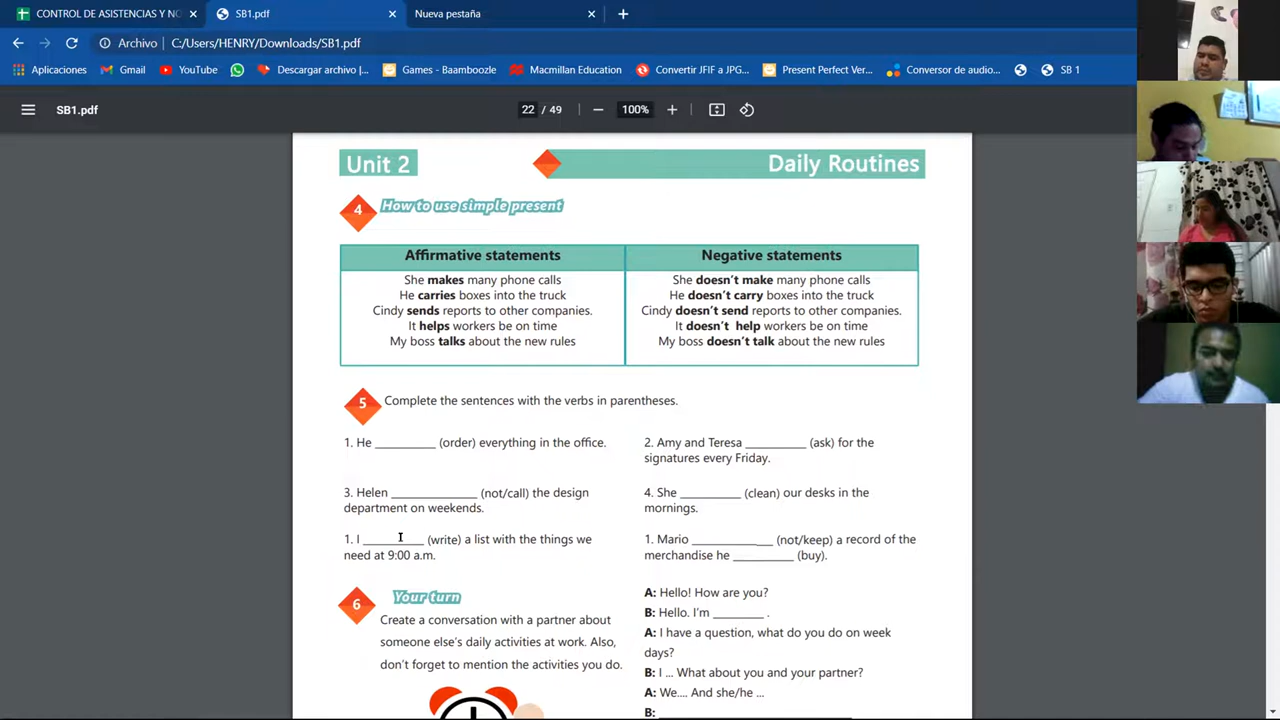 CONTROL DE ASISTENCIAS Y NO
SB1.pdf
Nueva pestaña
Archivo
C:/Users/HENRY/Downloads/SB1.pdf
Aplicaciones
Gmail
YouTube
Descargar archivo |...
Games - Baamboozle
Macmillan Education
Convertir JFIF a JPG...
Present Perfect Ver...
Conversor de audio...
SB 1
SB1.pdf
22 / 49
100%
Unit 2
Daily Routines
4 How to use simple present
Affirmative statements
She makes many phone calls
He carries boxes into the truck
Cindy sends reports to other companies.
It helps workers be on time
My boss talks about the new rules
Negative statements
She doesn't make many phone calls
He doesn't carry boxes into the truck
Cindy doesn't send reports to other companies.
It doesn't help workers be on time
My boss doesn't talk about the new rules
5 Complete the sentences with the verbs in parentheses.
1. He __________ (order) everything in the office.
2. Amy and Teresa __________ (ask) for the
signatures every Friday.
3. Helen ______________ (not/call) the design
department on weekends.
4. She __________ (clean) our desks in the
mornings.
1. I __________ (write) a list with the things we
need at 9:00 a.m.
1. Mario _____________ (not/keep) a record of the
merchandise he __________ (buy).
6 Your turn
Create a conversation with a partner about
someone else's daily activities at work. Also,
don't forget to mention the activities you do.
A: Hello! How are you?
B: Hello. I'm ________ .
A: I have a question, what do you do on week
days?
B: I ... What about you and your partner?
A: We.... And she/he ...
B: